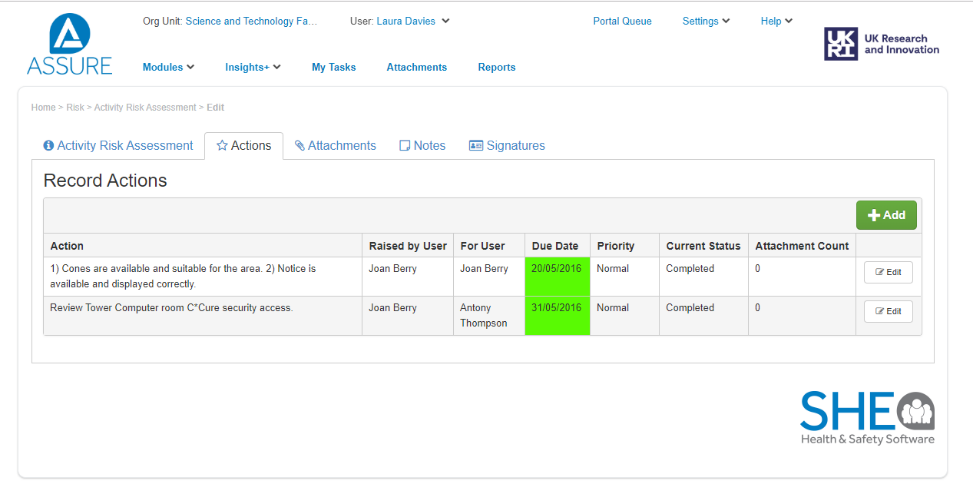 Org Unit: Science and Technology Fa...
User: Laura Davies
Portal Queue
Settings
Help
ASSURE
UK
RI
UK Research
and Innovation
Modules
Insights+
My Tasks
Attachments
Reports
Home > Risk > Activity Risk Assessment > Edit
Activity Risk Assessment
Actions
Attachments
Notes
Signatures
Record Actions
Add
Action Raised by User For User Due Date Priority Current Status Attachment Count
1) Cones are available and suitable for the area. 2) Notice is
available and displayed correctly.
Joan Berry
Joan Berry
20/05/2016
Normal
Completed
0
Edit
Review Tower Computer room C*Cure security access.
Joan Berry
Antony
Thompson
31/05/2016
Normal
Completed
0
Edit
SHE
Health & Safety Software